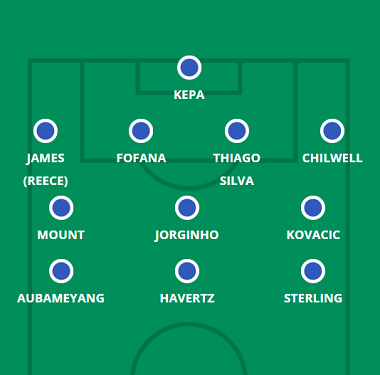 KEPA
JAMES FOFANA THIAGO CHILWELL
(REECE) SILVA
MOUNT JORGINHO KOVACIC
AUBAMEYANG HAVERTZ STERLING